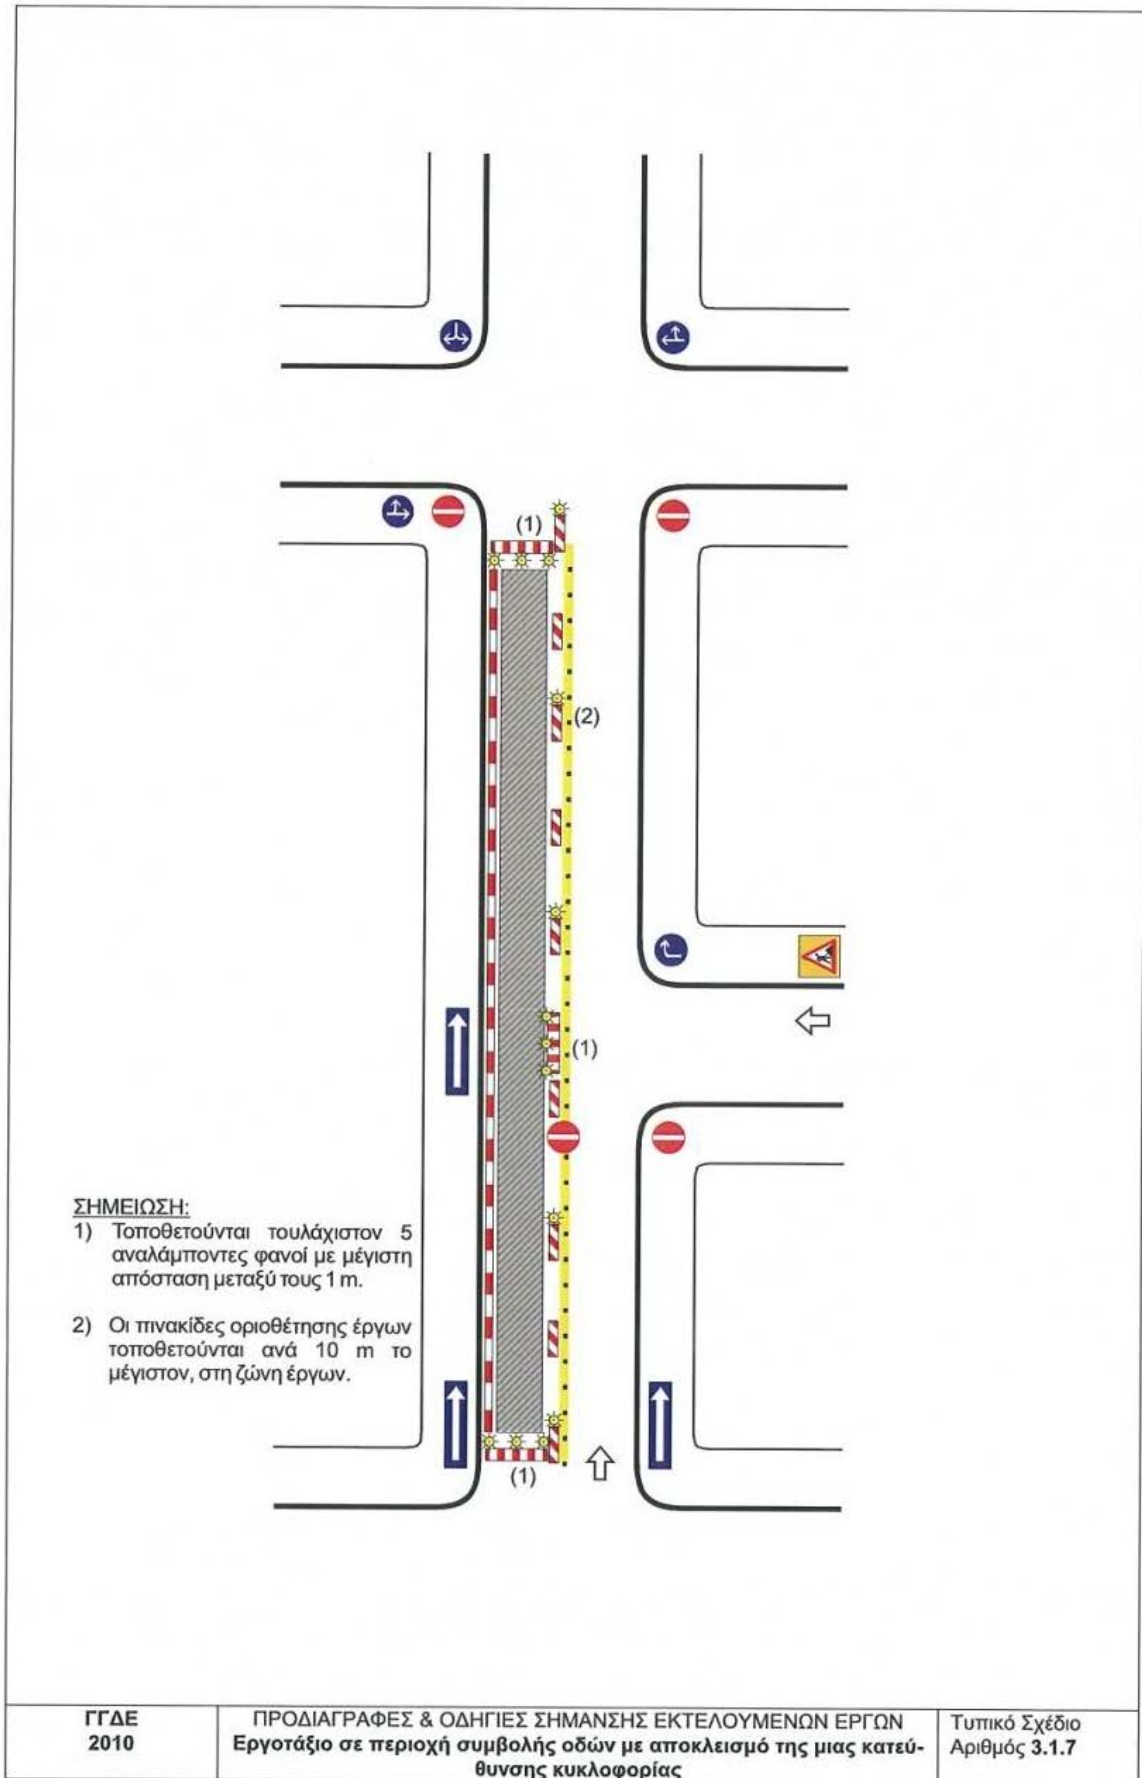 (1)
(2)
(1)
ΣΗΜΕΙΩΣΗ:
1) Τοποθετούνται τουλάχιστον 5
αναλάμποντες φανοί με μέγιστη
απόσταση μεταξύ τους 1 m.
2) Οι πινακίδες οριοθέτησης έργων
τοποθετούνται ανά 10 m το
μέγιστον, στη ζώνη έργων.
(1)
ΓΓΔΕ
2010
ΠΡΟΔΙΑΓΡΑΦΕΣ & ΟΔΗΓΙΕΣ ΣΗΜΑΝΣΗΣ ΕΚΤΕΛΟΥΜΕΝΩΝ ΕΡΓΩΝ
Εργοτάξιο σε περιοχή συμβολής οδών με αποκλεισμό της μιας κατεύ-
θυνσης κυκλοφορίας
Τυπικό Σχέδιο
Αριθμός 3.1.7